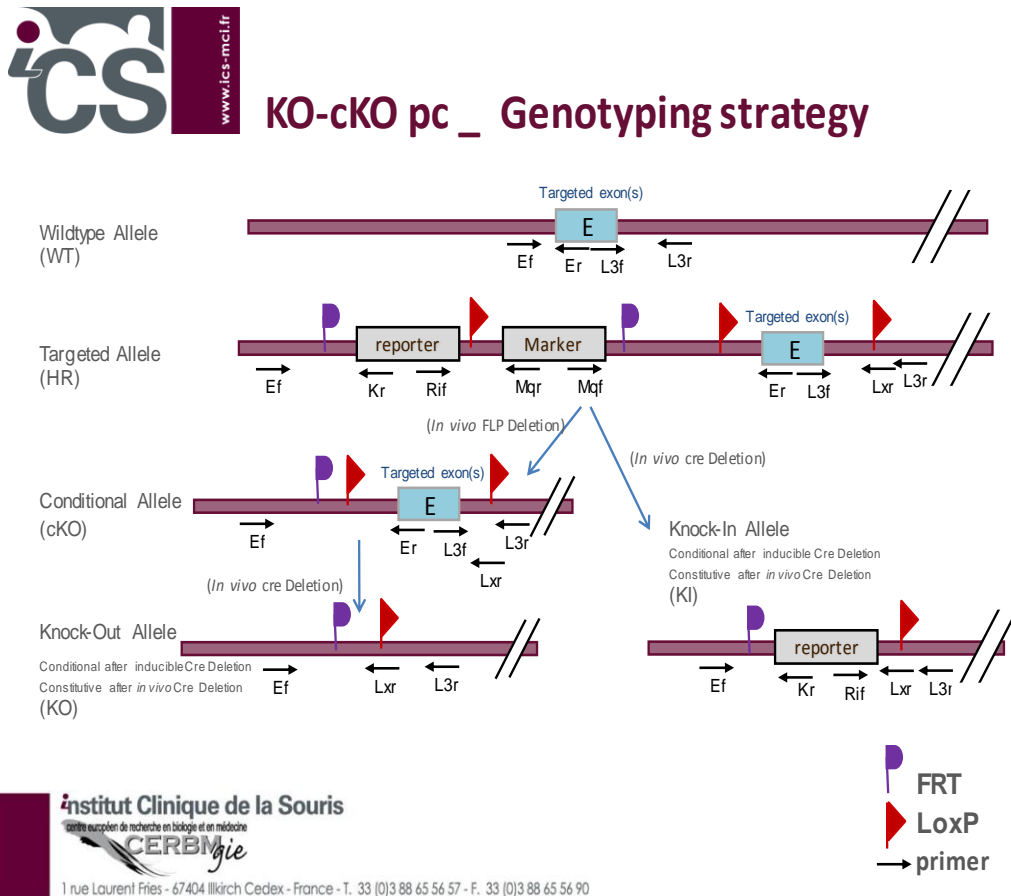 iCS
www.ics-mci.fr
KO-cKO pc _ Genotyping strategy
Targeted exon(s)
Wildtype Allele
(WT)
E
Ef
Er
L3f
L3r
Targeted exon(s)
Targeted Allele
(HR)
reporter
Marker
E
Ef
Kr
Rif
Mqr
Mqf
Er
L3f
Lxr
L3r
(In vivo FLP Deletion)
(In vivo cre Deletion)
Conditional Allele
(cKO)
Targeted exon(s)
E
Ef
Er
L3f
L3r
Lxr
(In vivo cre Deletion)
Knock-In Allele
Conditional after inducible Cre Deletion
Constitutive after in vivo Cre Deletion
(KI)
reporter
Ef
Kr
Rif
Lxr
L3r
Knock-Out Allele
Conditional after inducible Cre Deletion
Constitutive after in vivo Cre Deletion
(KO)
Ef
Lxr
L3r
FRT
LoxP
primer
institut Clinique de la Souris
centre européen de recherche en biologie et en médecine
CERBM gie
1 rue Laurent Fries - 67404 Illkirch Cedex - France - T. 33 (0)3 88 65 56 57 - F. 33 (0)3 88 65 56 90